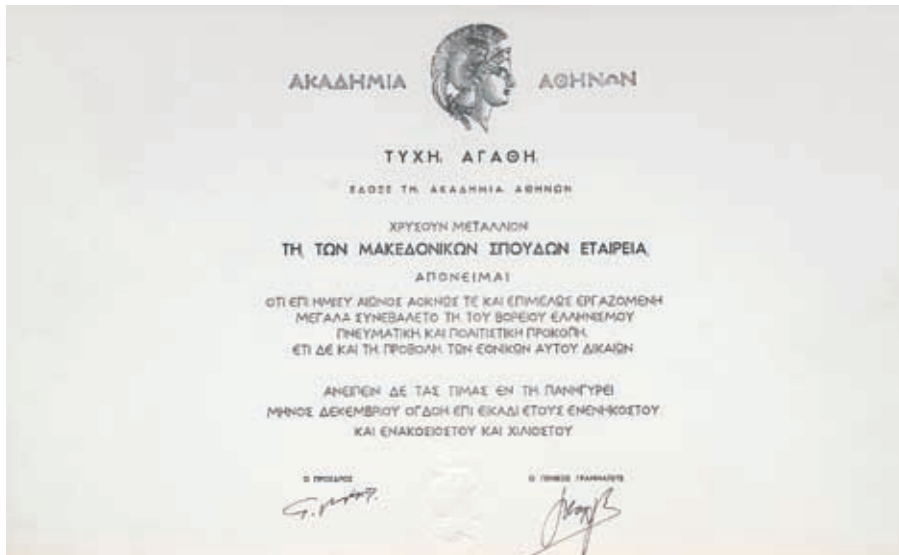 ΑΚΑΔΗΜΙΑ ΑΘΗΝΩΝ
ΤΥΧΗ, ΑΓΑΘΗ,
ΕΔΟΞΕ ΤΗ, ΑΚΑΔΗΜΙΑ, ΑΘΗΝΩΝ
ΧΡΥΣΟΥΝ ΜΕΤΑΛΛΙΟΝ
ΤΗ, ΤΩΝ ΜΑΚΕΔΟΝΙΚΩΝ ΣΠΟΥΔΩΝ ΕΤΑΙΡΕΙΑ,
ΑΠΟΝΕΙΜΑΙ
ΟΤΙ ΕΠΙ ΗΜΙΣΥ ΑΙΩΝΟΣ ΑΟΚΝΩΣ ΤΕ ΚΑΙ ΕΠΙΜΕΛΩΣ ΕΡΓΑΖΟΜΕΝΗ
ΜΕΓΑΛΑ ΣΥΝΕΒΑΛΕΤΟ ΤΗ, ΤΟΥ ΒΟΡΕΙΟΥ ΕΛΛΗΝΙΣΜΟΥ
ΠΝΕΥΜΑΤΙΚΗ, ΚΑΙ ΠΟΛΙΤΙΣΤΙΚΗ, ΠΡΟΚΟΠΗ,
ΕΤΙ ΔΕ ΚΑΙ ΤΗ, ΠΡΟΒΟΛΗ, ΤΩΝ ΕΘΝΙΚΩΝ ΑΥΤΟΥ ΔΙΚΑΙΩΝ
ΑΝΕΙΠΕΙΝ ΔΕ ΤΑΣ ΤΙΜΑΣ ΕΝ ΤΗ, ΠΑΝΗΓΥΡΕΙ
ΜΗΝΟΣ ΔΕΚΕΜΒΡΙΟΥ ΟΓΔΟΗ, ΕΠΙ ΕΙΚΑΔΙ ΕΤΟΥΣ ΕΝΕΝΗΚΟΣΤΟΥ
ΚΑΙ ΕΝΑΚΟΣΙΟΣΤΟΥ ΚΑΙ ΧΙΛΙΟΣΤΟΥ
Ο ΠΡΟΕΔΡΟΣ
Ο ΓΕΝΙΚΟΣ ΓΡΑΜΜΑΤΕΥΣ